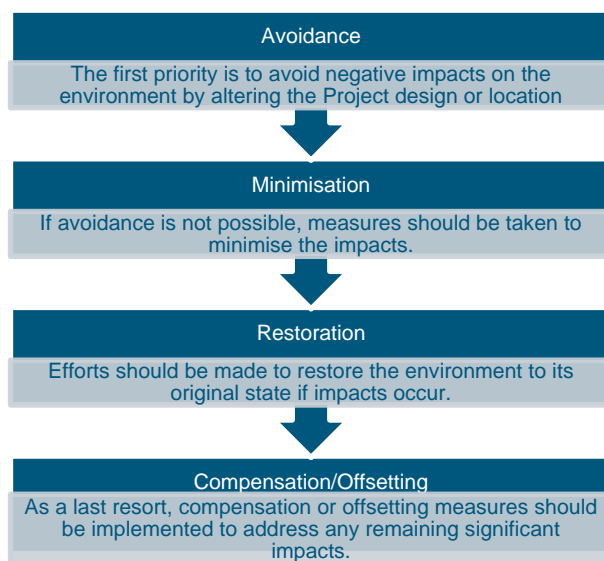 Avoidance
The first priority is to avoid negative impacts on the
environment by altering the Project design or location
Minimisation
If avoidance is not possible, measures should be taken to
minimise the impacts.
Restoration
Efforts should be made to restore the environment to its
original state if impacts occur.
Compensation/Offsetting
As a last resort, compensation or offsetting measures should
be implemented to address any remaining significant
impacts.